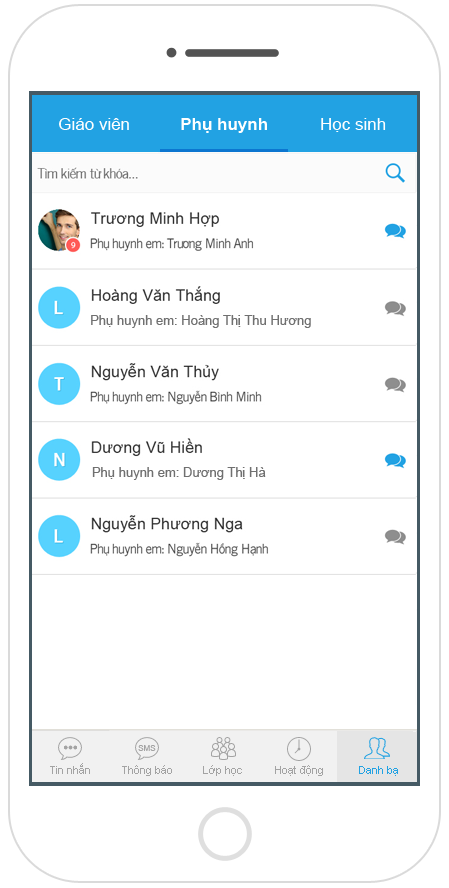 Giáo viên Phụ huynh Học sinh
Tìm kiếm từ khóa...
Trương Minh Hợp
9
Phụ huynh em: Trương Minh Anh
Hoàng Văn Thắng
L
Phụ huynh em: Hoàng Thị Thu Hương
Nguyễn Văn Thủy
T
Phụ huynh em: Nguyễn Bình Minh
Dương Vũ Hiền
N
Phụ huynh em: Dương Thị Hà
Nguyễn Phương Nga
L
Phụ huynh em: Nguyễn Hồng Hạnh
SMS
Tin nhắn Thông báo Lớp học Hoạt động Danh bạ